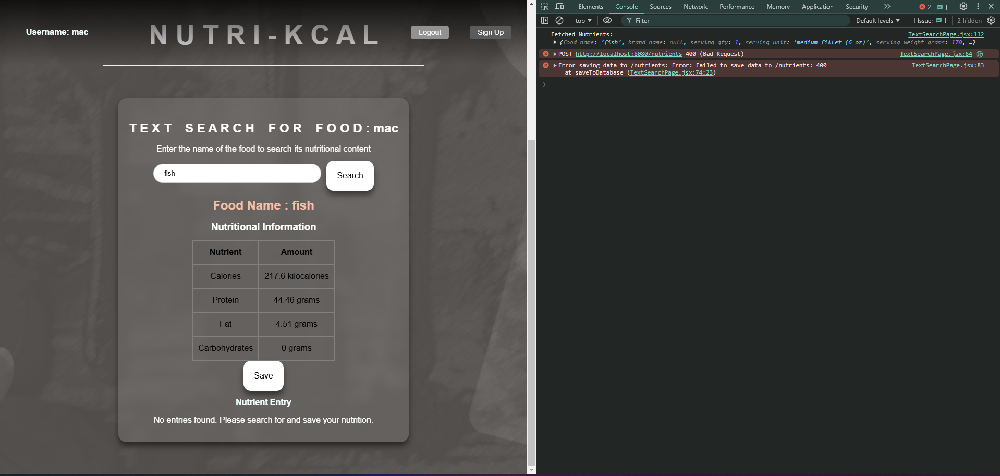 Username: mac
NUTRI-KCAL
Logout
Sign Up
TEXT SEARCH FOR FOOD:mac
Enter the name of the food to search its nutritional content
fish
Search
Food Name : fish
Nutritional Information
Nutrient Amount
Calories 217.6 kilocalories
Protein 44.46 grams
Fat 4.51 grams
Carbohydrates 0 grams
Save
Nutrient Entry
No entries found. Please search for and save your nutrition.
Elements Console Sources Network Performance Memory Application Security 2 1
top Filter Default levels 1 Issue: 1 2 hidden
Fetched Nutrients: TextSearchPage.jsx:112
{food_name: 'fish', brand_name: null, serving_qty: 1, serving_unit: 'medium fillet (6 oz)', serving_weight_grams: 170, …}
POST http://localhost:8080/nutrients 400 (Bad Request) TextSearchPage.jsx:64
Error saving data to /nutrients: Error: Failed to save data to /nutrients: 400 TextSearchPage.jsx:83
at saveToDatabase (TextSearchPage.jsx:74:23)